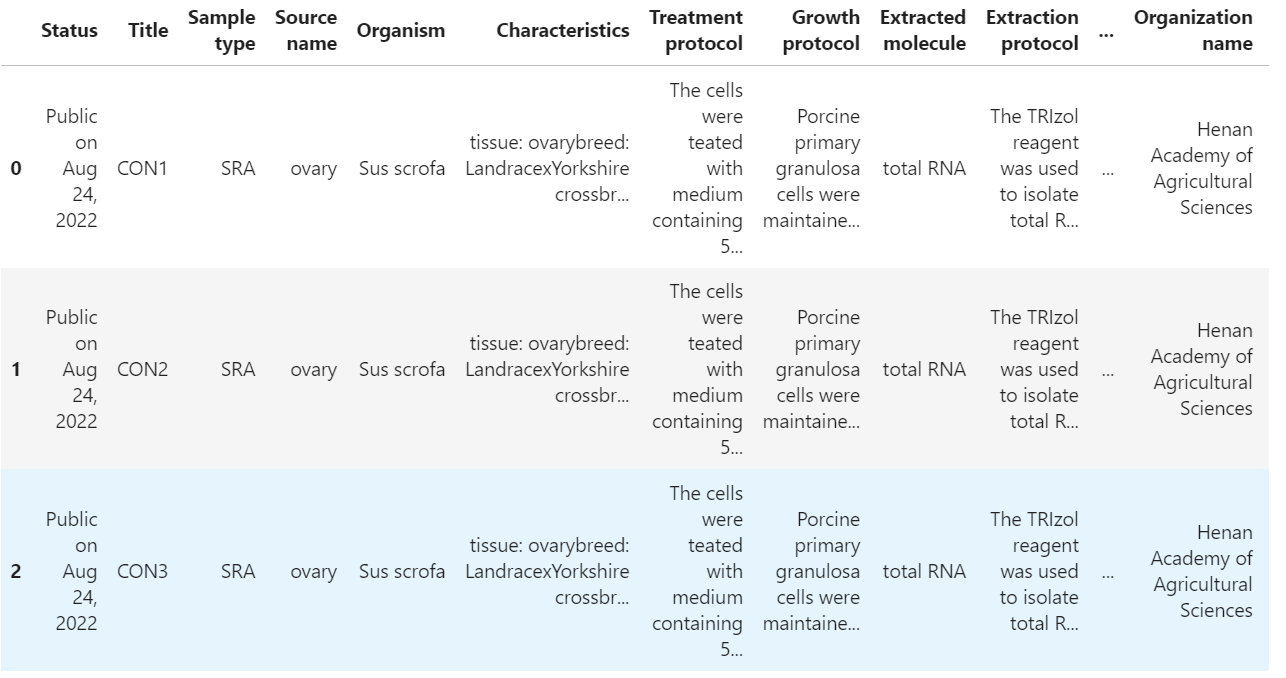 Status Title Sample type Source name Organism Characteristics Treatment protocol Growth protocol Extracted molecule Extraction protocol ... Organization name
0 Public on Aug 24, 2022 CON1 SRA ovary Sus scrofa tissue: ovarybreed: LandracexYorkshire crossbr... The cells were teated with medium containing 5... Porcine primary granulosa cells were maintaine... total RNA The TRIzol reagent was used to isolate total R... ... Henan Academy of Agricultural Sciences
1 Public on Aug 24, 2022 CON2 SRA ovary Sus scrofa tissue: ovarybreed: LandracexYorkshire crossbr... The cells were teated with medium containing 5... Porcine primary granulosa cells were maintaine... total RNA The TRIzol reagent was used to isolate total R... ... Henan Academy of Agricultural Sciences
2 Public on Aug 24, 2022 CON3 SRA ovary Sus scrofa tissue: ovarybreed: LandracexYorkshire crossbr... The cells were teated with medium containing 5... Porcine primary granulosa cells were maintaine... total RNA The TRIzol reagent was used to isolate total R... ... Henan Academy of Agricultural Sciences